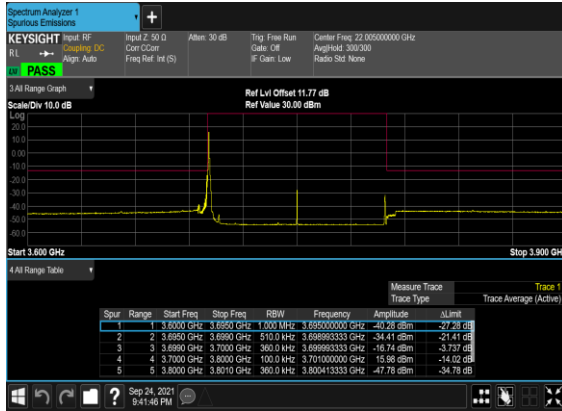 Spectrum Analyzer 1
Spurious Emissions
KEYSIGHT Input: RF Input Z: 50 Ω Atten: 30 dB Trig: Free Run Center Freq: 22.005000000 GHz
RL Coupling: DC Corr CCorr Gate: Off Avg|Hold: 300/300
Align: Auto Freq Ref: Int (S) IF Gain: Low Radio Std: None
PASS
3 All Range Graph
Ref Lvl Offset 11.77 dB
Scale/Div 10.0 dB Ref Value 30.00 dBm
Log
20.0
10.0
0.00
-10.0
-20.0
-30.0
-40.0
-50.0
-60.0
Start 3.600 GHz Stop 3.900 GH
4 All Range Table
Measure Trace Trace 1
Trace Type Trace Average (Active)
Spur Range Start Freq Stop Freq RBW Frequency Amplitude ΔLimit
1 1 3.6000 GHz 3.6950 GHz 1.000 MHz 3.695000000 GHz -40.28 dBm -27.28 dB
2 2 3.6950 GHz 3.6990 GHz 510.0 kHz 3.698993333 GHz -34.41 dBm -21.41 dB
3 3 3.6990 GHz 3.7000 GHz 360.0 kHz 3.699993333 GHz -16.74 dBm -3.737 dB
4 4 3.7000 GHz 3.8000 GHz 100.0 kHz 3.701000000 GHz 15.98 dBm -14.02 dB
5 5 3.8000 GHz 3.8010 GHz 360.0 kHz 3.800413333 GHz -47.78 dBm -34.78 dB
Sep 24, 2021
9:41:46 PM